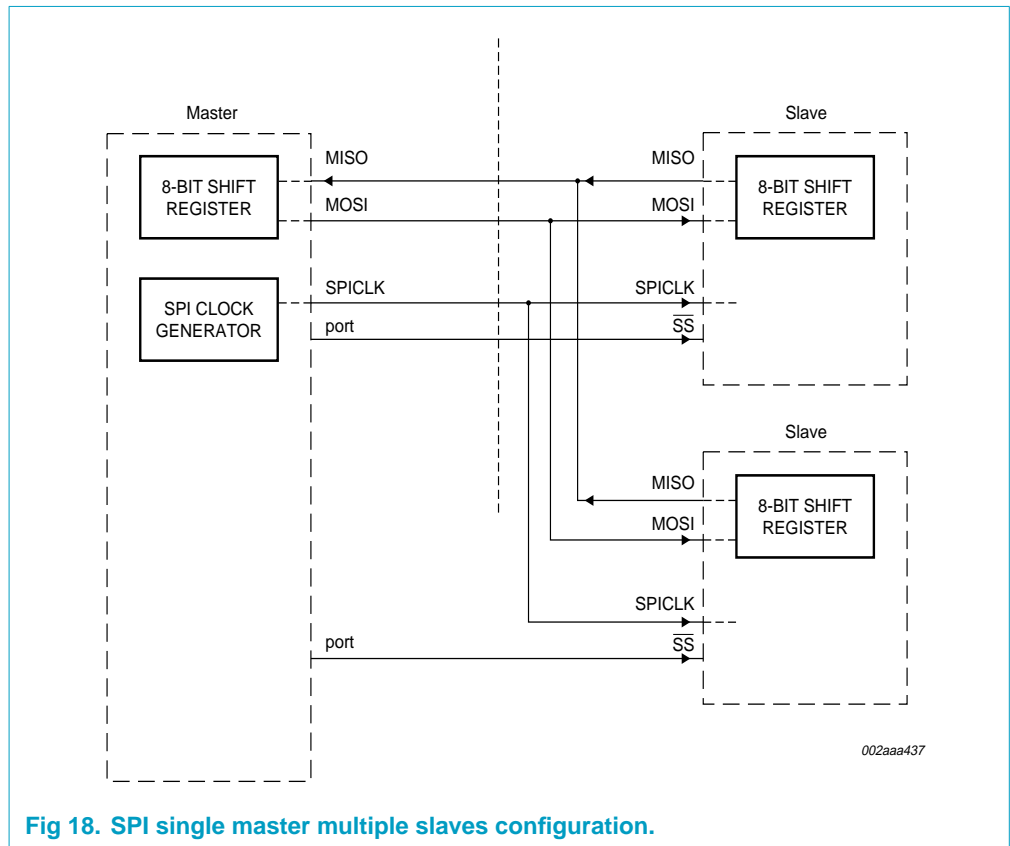 Master
Slave
8-BIT SHIFT
REGISTER
MISO
MISO
MOSI
MOSI
8-BIT SHIFT
REGISTER
SPI CLOCK
GENERATOR
SPICLK
SPICLK
port
S̅S̅
Slave
MISO
MOSI
8-BIT SHIFT
REGISTER
SPICLK
port
S̅S̅
002aaa437
Fig 18. SPI single master multiple slaves configuration.